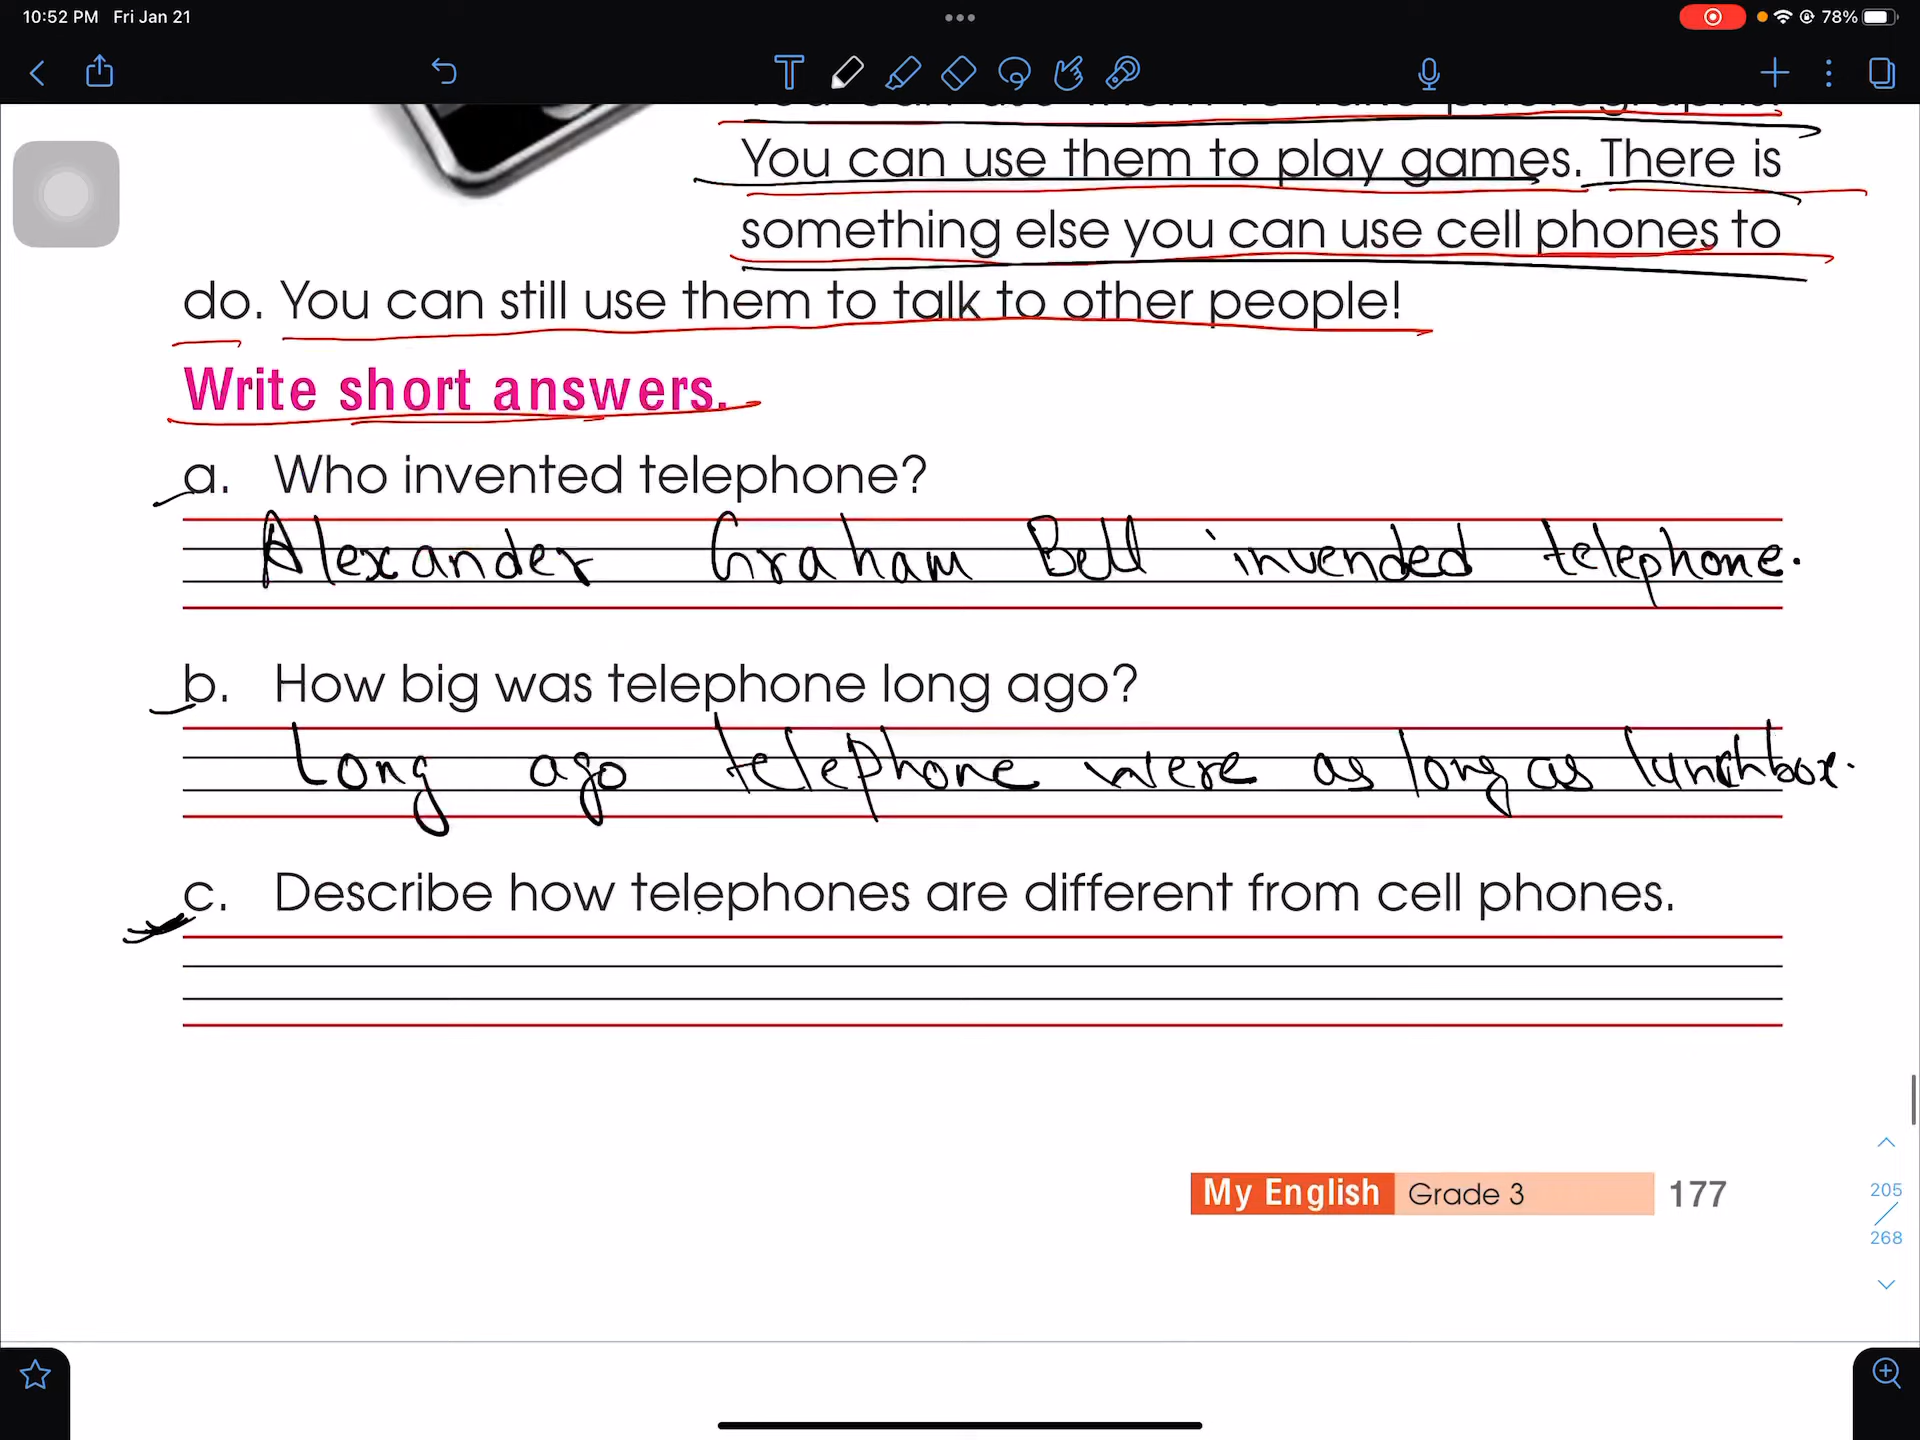 10:52 PM Fri Jan 21
78%
You can use them to play games. There is
something else you can use cell phones to
do. You can still use them to talk to other people!
Write short answers.
a. Who invented telephone?
Alexander Graham Bell invended telephone.
b. How big was telephone long ago?
Long ago telephone were as long as lunchbox.
c. Describe how telephones are different from cell phones.
My English Grade 3 177
205
268